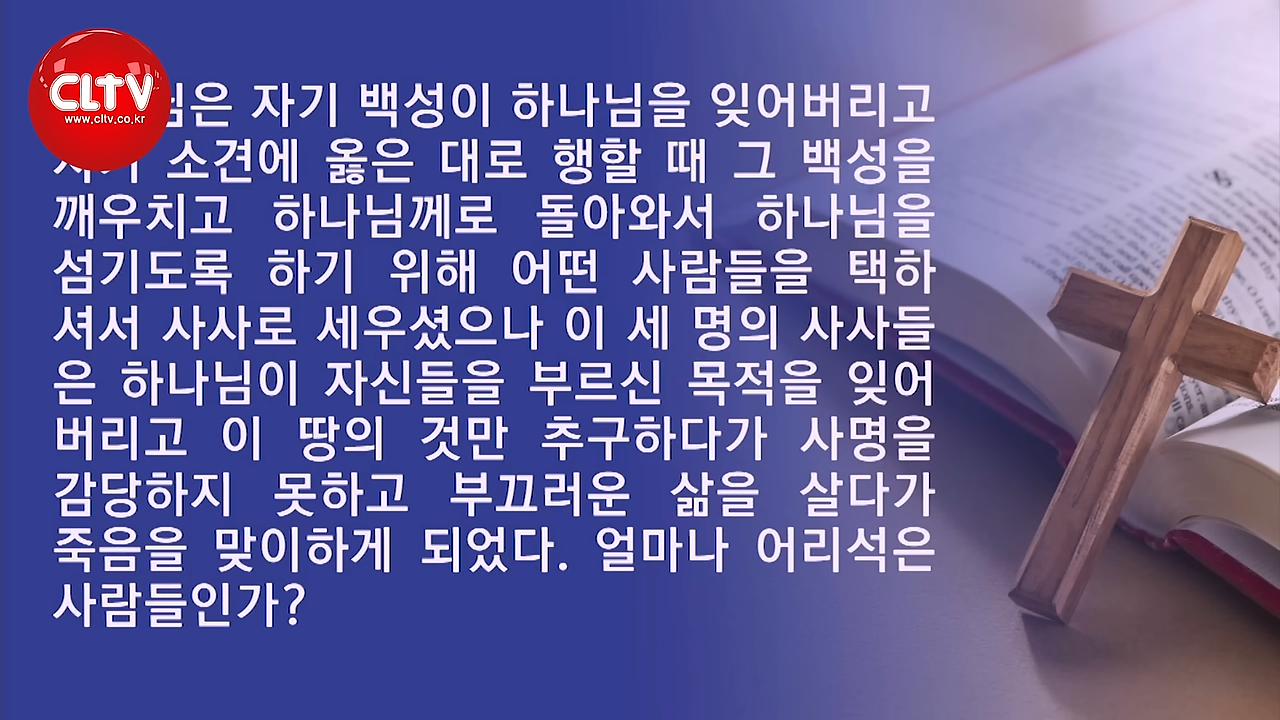 CLTV
www.cltv.co.kr
자기 백성이 하나님을 잊어버리고
소견에 옳은 대로 행할 때 그 백성을
깨우치고 하나님께로 돌아와서 하나님을
섬기도록 하기 위해 어떤 사람들을 택하
셔서 사사로 세우셨으나 이 세 명의 사사들
은 하나님이 자신들을 부르신 목적을 잊어
버리고 이 땅의 것만 추구하다가 사명을
감당하지 못하고 부끄러운 삶을 살다가
죽음을 맞이하게 되었다. 얼마나 어리석은
사람들인가?